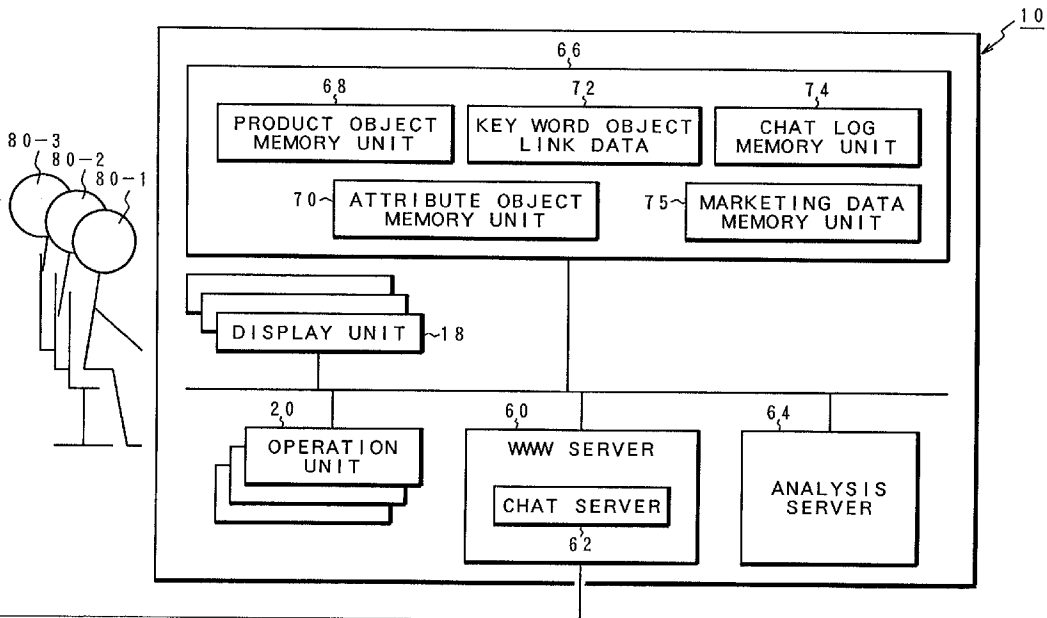 10
66
68
72
74
PRODUCT OBJECT
MEMORY UNIT
KEY WORD OBJECT
LINK DATA
CHAT LOG
MEMORY UNIT
80-3
80-2
80-1
70
ATTRIBUTE OBJECT
MEMORY UNIT
75
MARKETING DATA
MEMORY UNIT
DISPLAY UNIT
18
20
60
64
OPERATION
UNIT
WWW SERVER
CHAT SERVER
62
ANALYSIS
SERVER